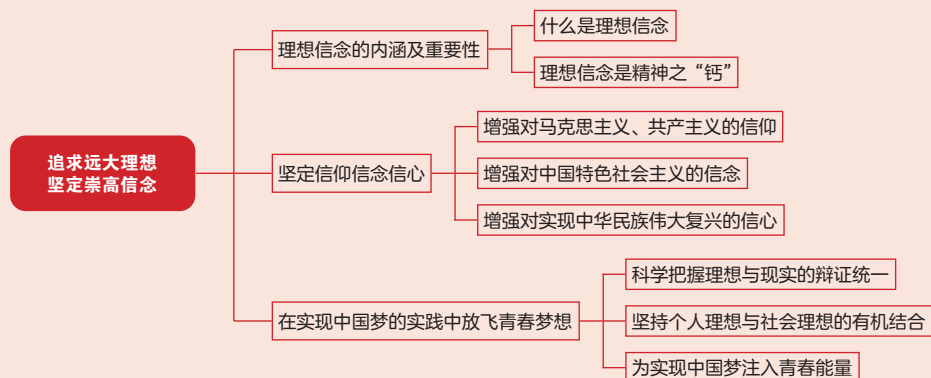 追求远大理想
坚定崇高信念
理想信念的内涵及重要性
什么是理想信念
理想信念是精神之“钙”
坚定信仰信念信心
增强对马克思主义、共产主义的信仰
增强对中国特色社会主义的信念
增强对实现中华民族伟大复兴的信心
在实现中国梦的实践中放飞青春梦想
科学把握理想与现实的辩证统一
坚持个人理想与社会理想的有机结合
为实现中国梦注入青春能量